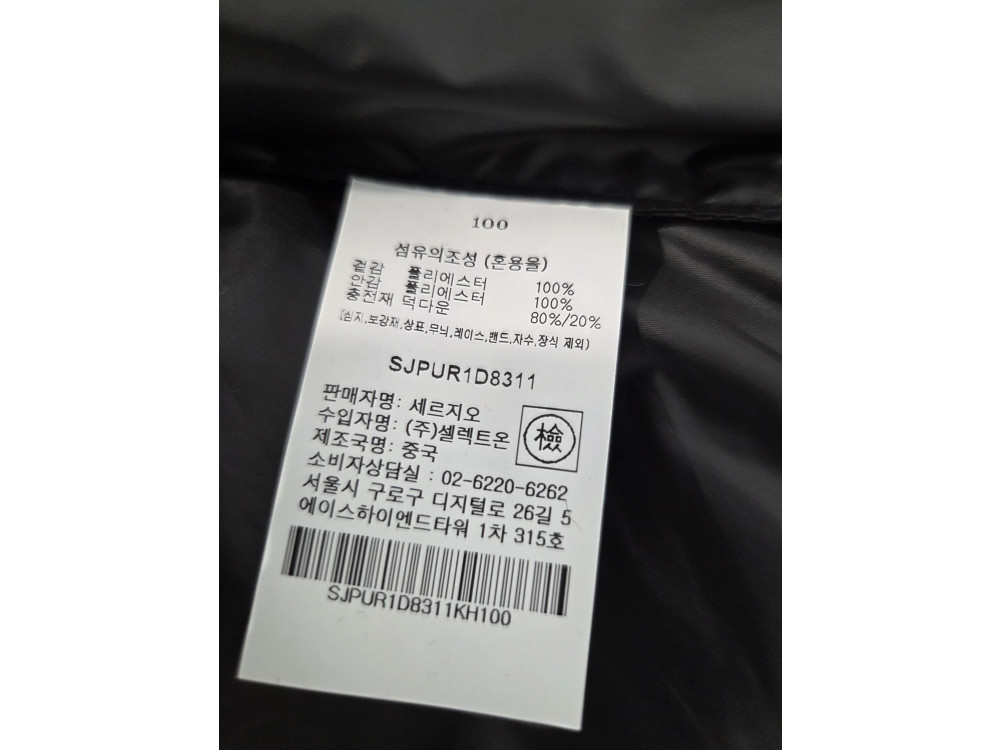 100
섬유의조성 (혼용율)
겉감 폴리에스터 100%
안감 폴리에스터 100%
충전재 덕다운 80%/20%
(심지,보강재,상표,무늬,레이스,밴드,자수,장식 제외)
SJPUR1D8311
판매자명: 세르지오
수입자명: (주)셀렉트온
제조국명: 중국
檢
소비자상담실 : 02-6220-6262
서울시 구로구 디지털로 26길 5
에이스하이엔드타워 1차 315호
SJPUR1D8311KH100